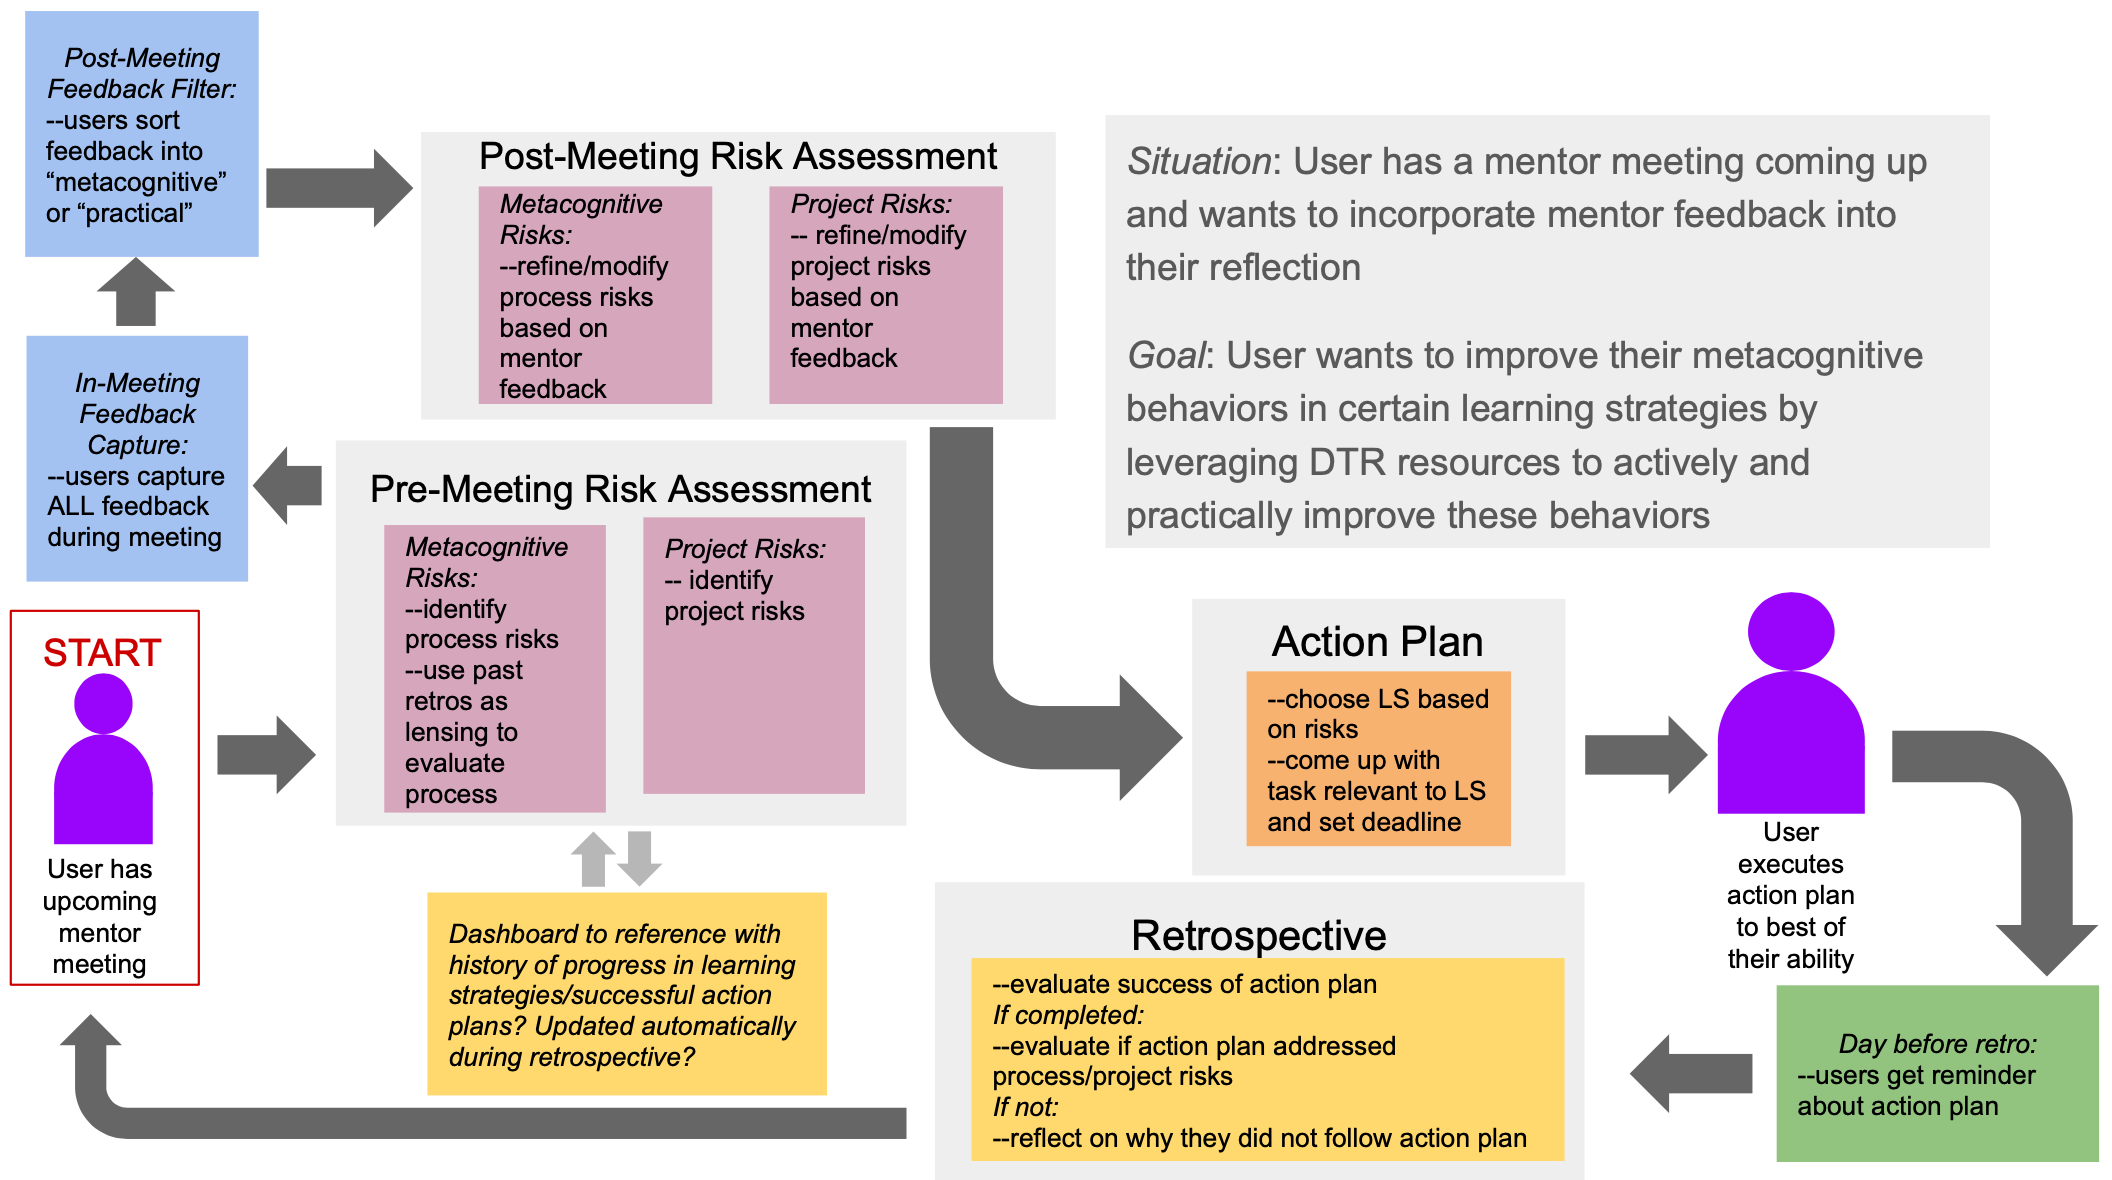 Post-Meeting
Feedback Filter:
--users sort
feedback into
“metacognitive”
or “practical”
Post-Meeting Risk Assessment
Metacognitive
Risks:
--refine/modify
process risks
based on
mentor
feedback
Project Risks:
-- refine/modify
project risks
based on
mentor
feedback
Situation: User has a mentor meeting coming up
and wants to incorporate mentor feedback into
their reflection
Goal: User wants to improve their metacognitive
behaviors in certain learning strategies by
leveraging DTR resources to actively and
practically improve these behaviors
In-Meeting
Feedback
Capture:
--users capture
ALL feedback
during meeting
Pre-Meeting Risk Assessment
Metacognitive
Risks:
--identify
process risks
--use past
retros as
lensing to
evaluate
process
Project Risks:
-- identify
project risks
START
User has
upcoming
mentor
meeting
Action Plan
--choose LS based
on risks
--come up with
task relevant to LS
and set deadline
User
executes
action plan
to best of
their ability
Dashboard to reference with
history of progress in learning
strategies/successful action
plans? Updated automatically
during retrospective?
Retrospective
--evaluate success of action plan
If completed:
--evaluate if action plan addressed
process/project risks
If not:
--reflect on why they did not follow action plan
Day before retro:
--users get reminder
about action plan